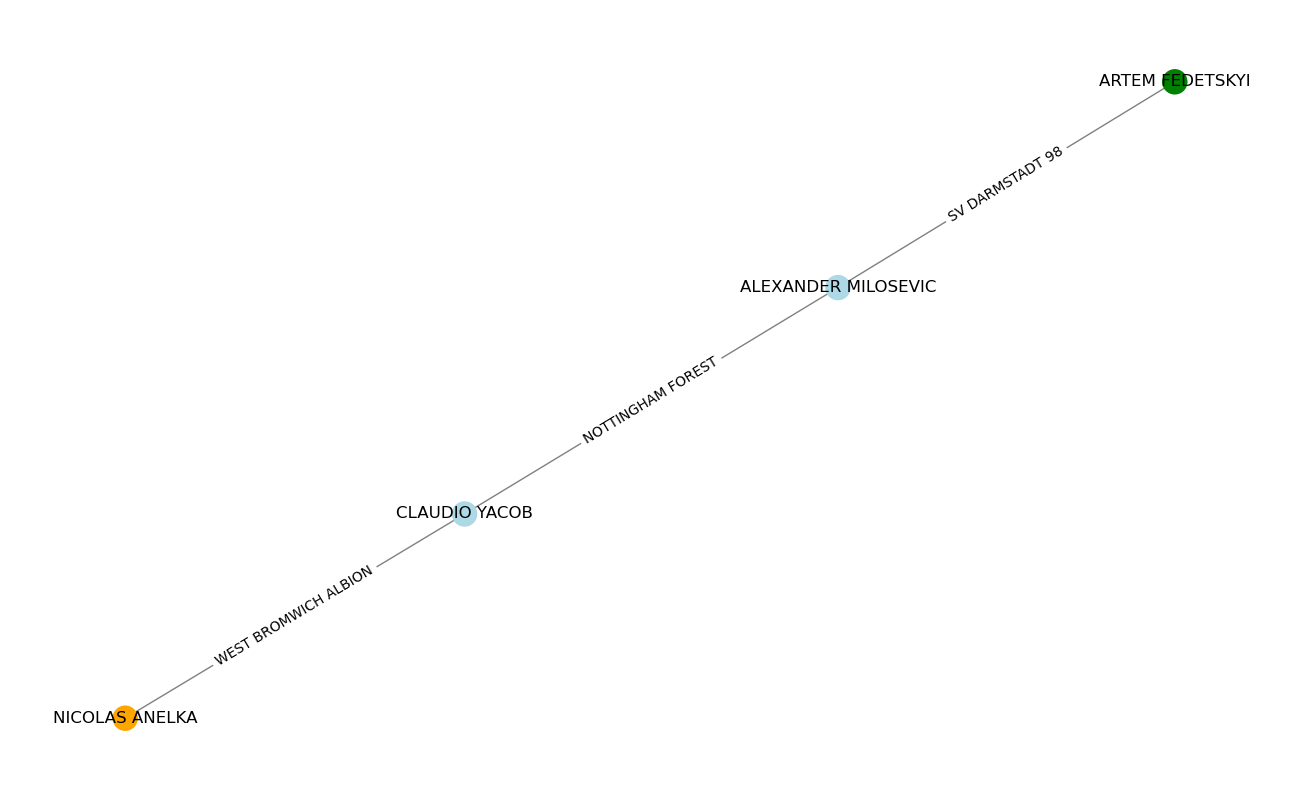 ARTEM FEDETSKYI
SV DARMSTADT 98
ALEXANDER MILOSEVIC
NOTTINGHAM FOREST
CLAUDIO YACOB
WEST BROMWICH ALBION
NICOLAS ANELKA